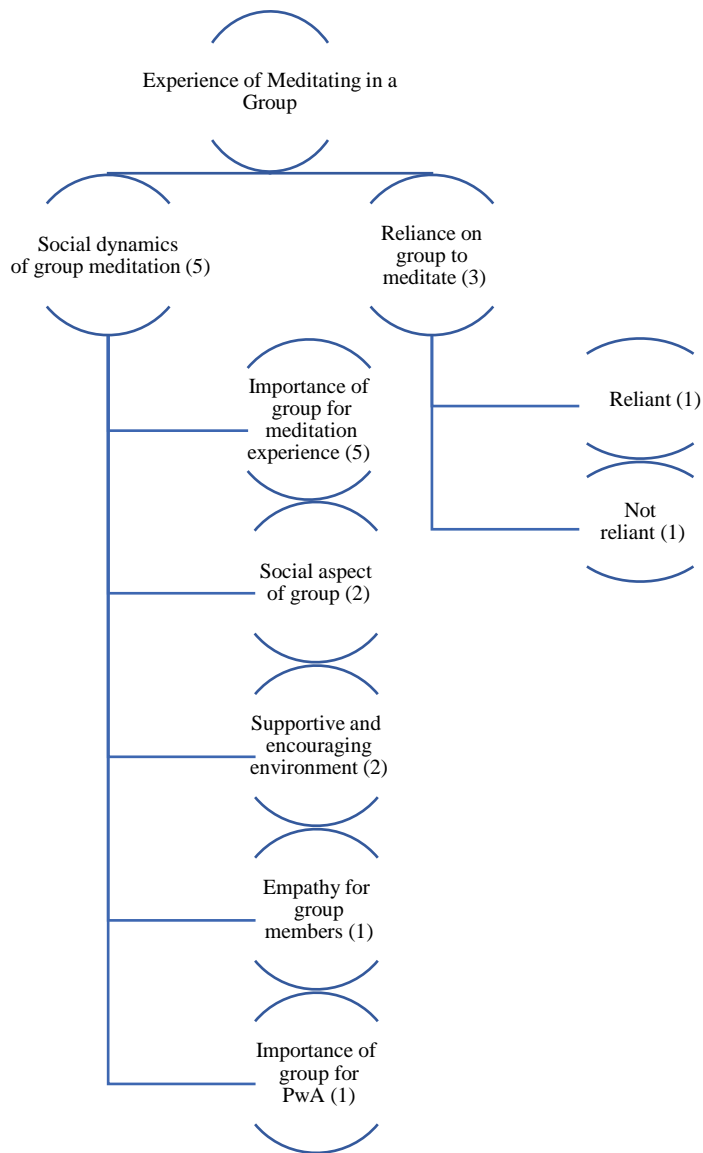 Experience of Meditating in a
Group
Social dynamics
of group meditation (5)
Reliance on
group to
meditate (3)
Importance of
group for
meditation
experience (5)
Social aspect
of group (2)
Supportive and
encouraging
environment (2)
Empathy for
group
members (1)
Importance of
group for
PwA (1)
Reliant (1)
Not
reliant (1)